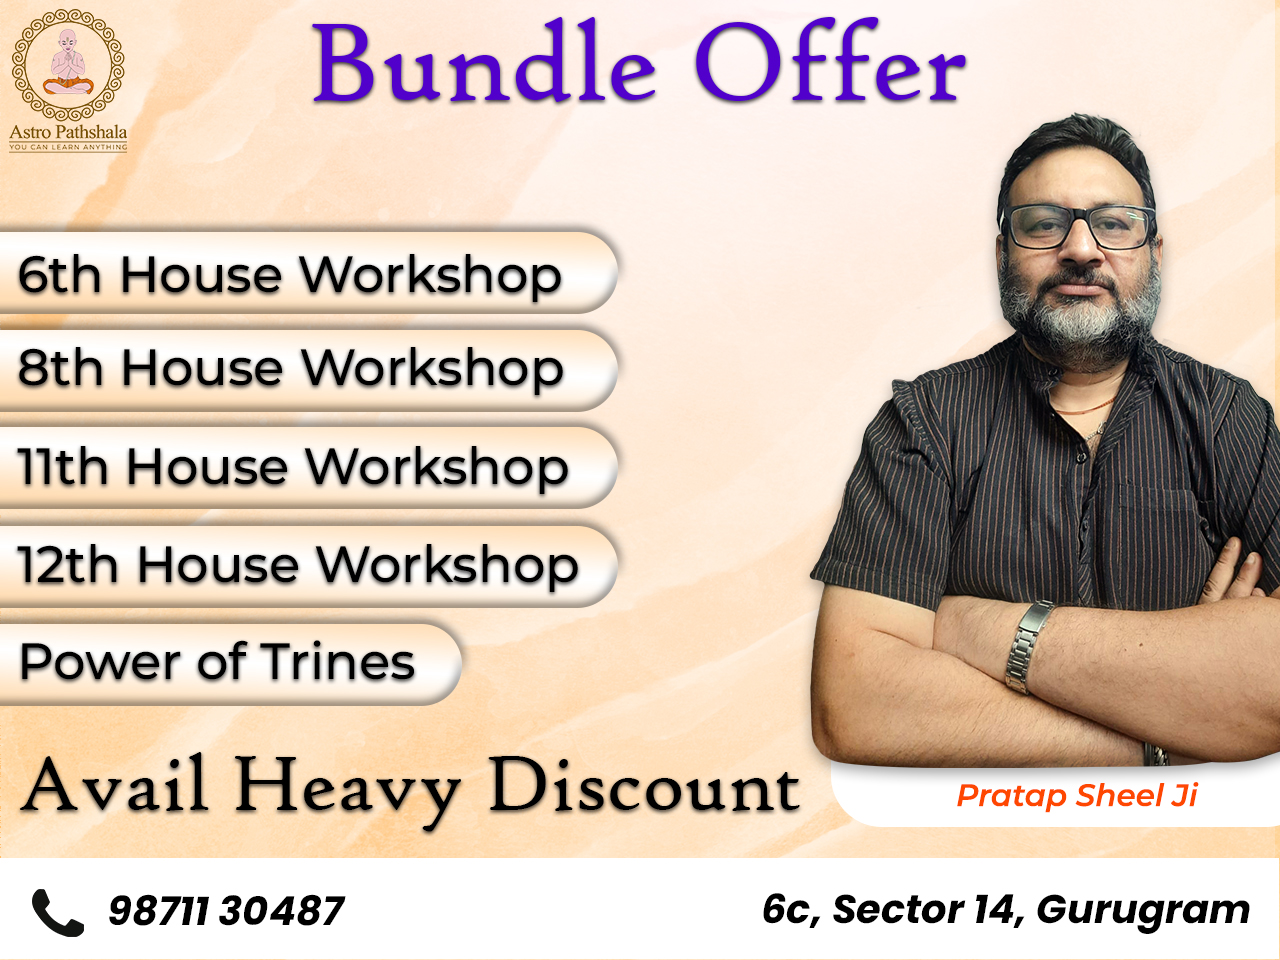 Bundle Offer
Astro Pathshala
YOU CAN LEARN ANYTHING
6th House Workshop
8th House Workshop
11th House Workshop
12th House Workshop
Power of Trines
Avail Heavy Discount
Pratap Sheel Ji
98711 30487
6c, Sector 14, Gurugram